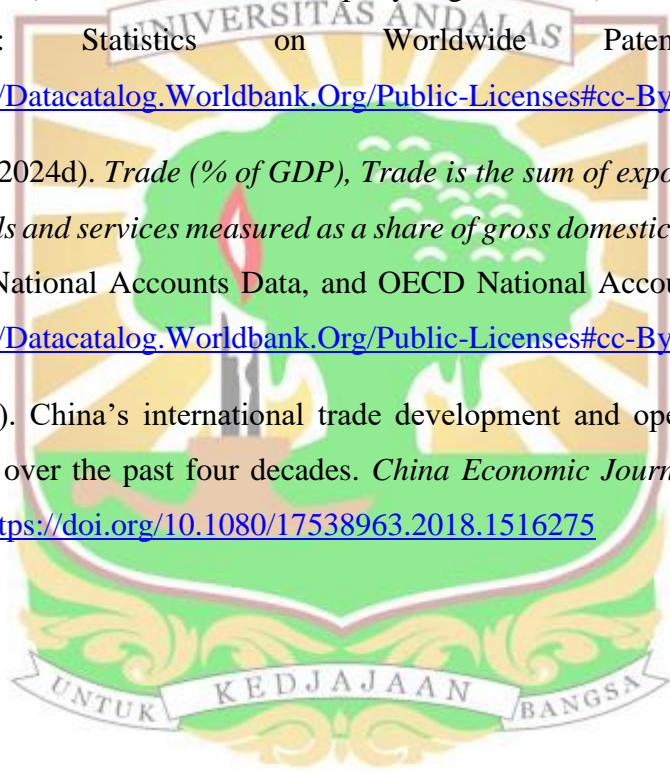 UNIVERSITAS ANDALAS
: Statistics on Worldwide Paten
/Datacatalog.Worldbank.Org/Public-Licenses#cc-By
2024d). Trade (% of GDP), Trade is the sum of expo
ls and services measured as a share of gross domestic
National Accounts Data, and OECD National Accou
/Datacatalog.Worldbank.Org/Public-Licenses#cc-By
). China’s international trade development and ope
over the past four decades. China Economic Journ
tps://doi.org/10.1080/17538963.2018.1516275
UNTUK KEDJAJAAN BANGSA